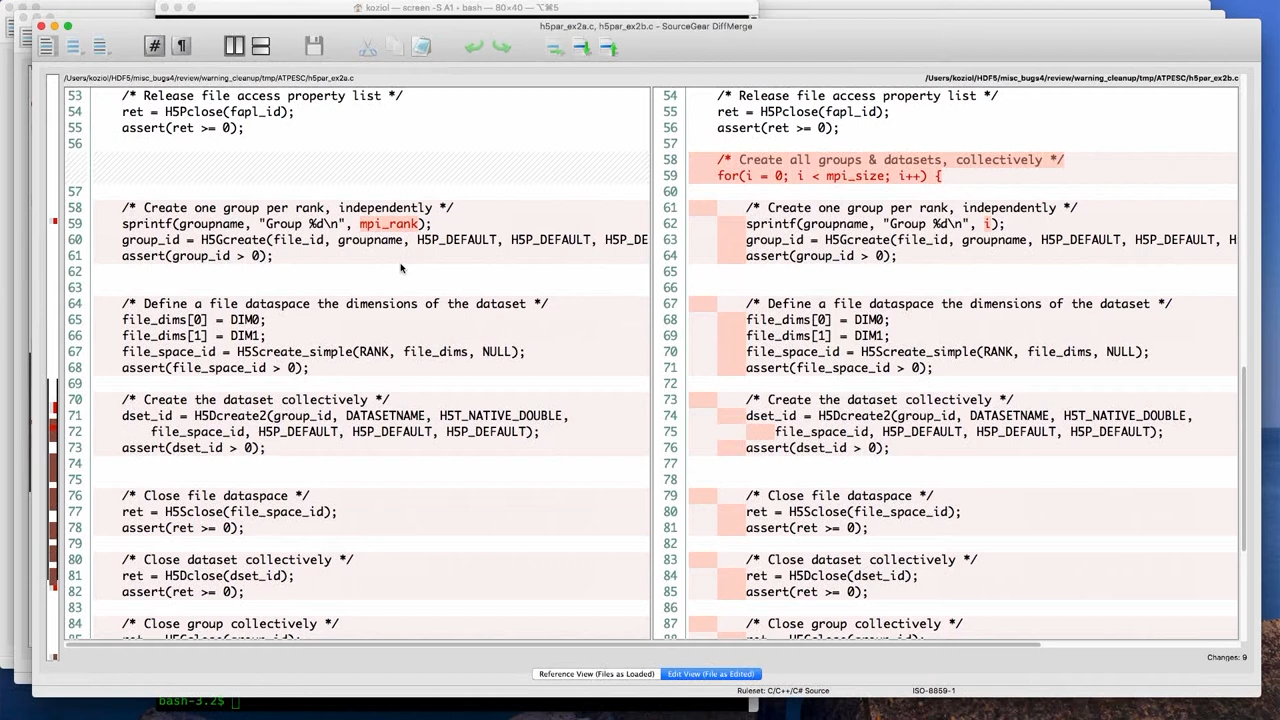 koziol — screen -S A1 • bash — 80×40 — ⌥⌘5
h5par_ex2a.c, h5par_ex2b.c - SourceGear DiffMerge
/Users/koziol/HDF5/misc_bugs4/review/warning_cleanup/tmp/ATPESC/h5par_ex2a.c
53 /* Release file access property list */
54 ret = H5Pclose(fapl_id);
55 assert(ret >= 0);
56
57
58 /* Create one group per rank, independently */
59 sprintf(groupname, "Group %d\n", mpi_rank);
60 group_id = H5Gcreate(file_id, groupname, H5P_DEFAULT, H5P_DEFAULT, H5P_DE
61 assert(group_id > 0);
62
63
64 /* Define a file dataspace the dimensions of the dataset */
65 file_dims[0] = DIM0;
66 file_dims[1] = DIM1;
67 file_space_id = H5Screate_simple(RANK, file_dims, NULL);
68 assert(file_space_id > 0);
69
70 /* Create the dataset collectively */
71 dset_id = H5Dcreate2(group_id, DATASETNAME, H5T_NATIVE_DOUBLE,
72 file_space_id, H5P_DEFAULT, H5P_DEFAULT, H5P_DEFAULT);
73 assert(dset_id > 0);
74
75
76 /* Close file dataspace */
77 ret = H5Sclose(file_space_id);
78 assert(ret >= 0);
79
80 /* Close dataset collectively */
81 ret = H5Dclose(dset_id);
82 assert(ret >= 0);
83
84 /* Close group collectively */
/Users/koziol/HDF5/misc_bugs4/review/warning_cleanup/tmp/ATPESC/h5par_ex2b.c
54 /* Release file access property list */
55 ret = H5Pclose(fapl_id);
56 assert(ret >= 0);
57
58 /* Create all groups & datasets, collectively */
59 for(i = 0; i < mpi_size; i++) {
60
61 /* Create one group per rank, independently */
62 sprintf(groupname, "Group %d\n", i);
63 group_id = H5Gcreate(file_id, groupname, H5P_DEFAULT, H5P_DEFAULT, H
64 assert(group_id > 0);
65
66
67 /* Define a file dataspace the dimensions of the dataset */
68 file_dims[0] = DIM0;
69 file_dims[1] = DIM1;
70 file_space_id = H5Screate_simple(RANK, file_dims, NULL);
71 assert(file_space_id > 0);
72
73 /* Create the dataset collectively */
74 dset_id = H5Dcreate2(group_id, DATASETNAME, H5T_NATIVE_DOUBLE,
75 file_space_id, H5P_DEFAULT, H5P_DEFAULT, H5P_DEFAULT);
76 assert(dset_id > 0);
77
78
79 /* Close file dataspace */
80 ret = H5Sclose(file_space_id);
81 assert(ret >= 0);
82
83 /* Close dataset collectively */
84 ret = H5Dclose(dset_id);
85 assert(ret >= 0);
86
87 /* Close group collectively */
Changes: 9
Reference View (Files as Loaded) Edit View (File as Edited)
Ruleset: C/C++/C# Source ISO-8859-1
bash-3.2$